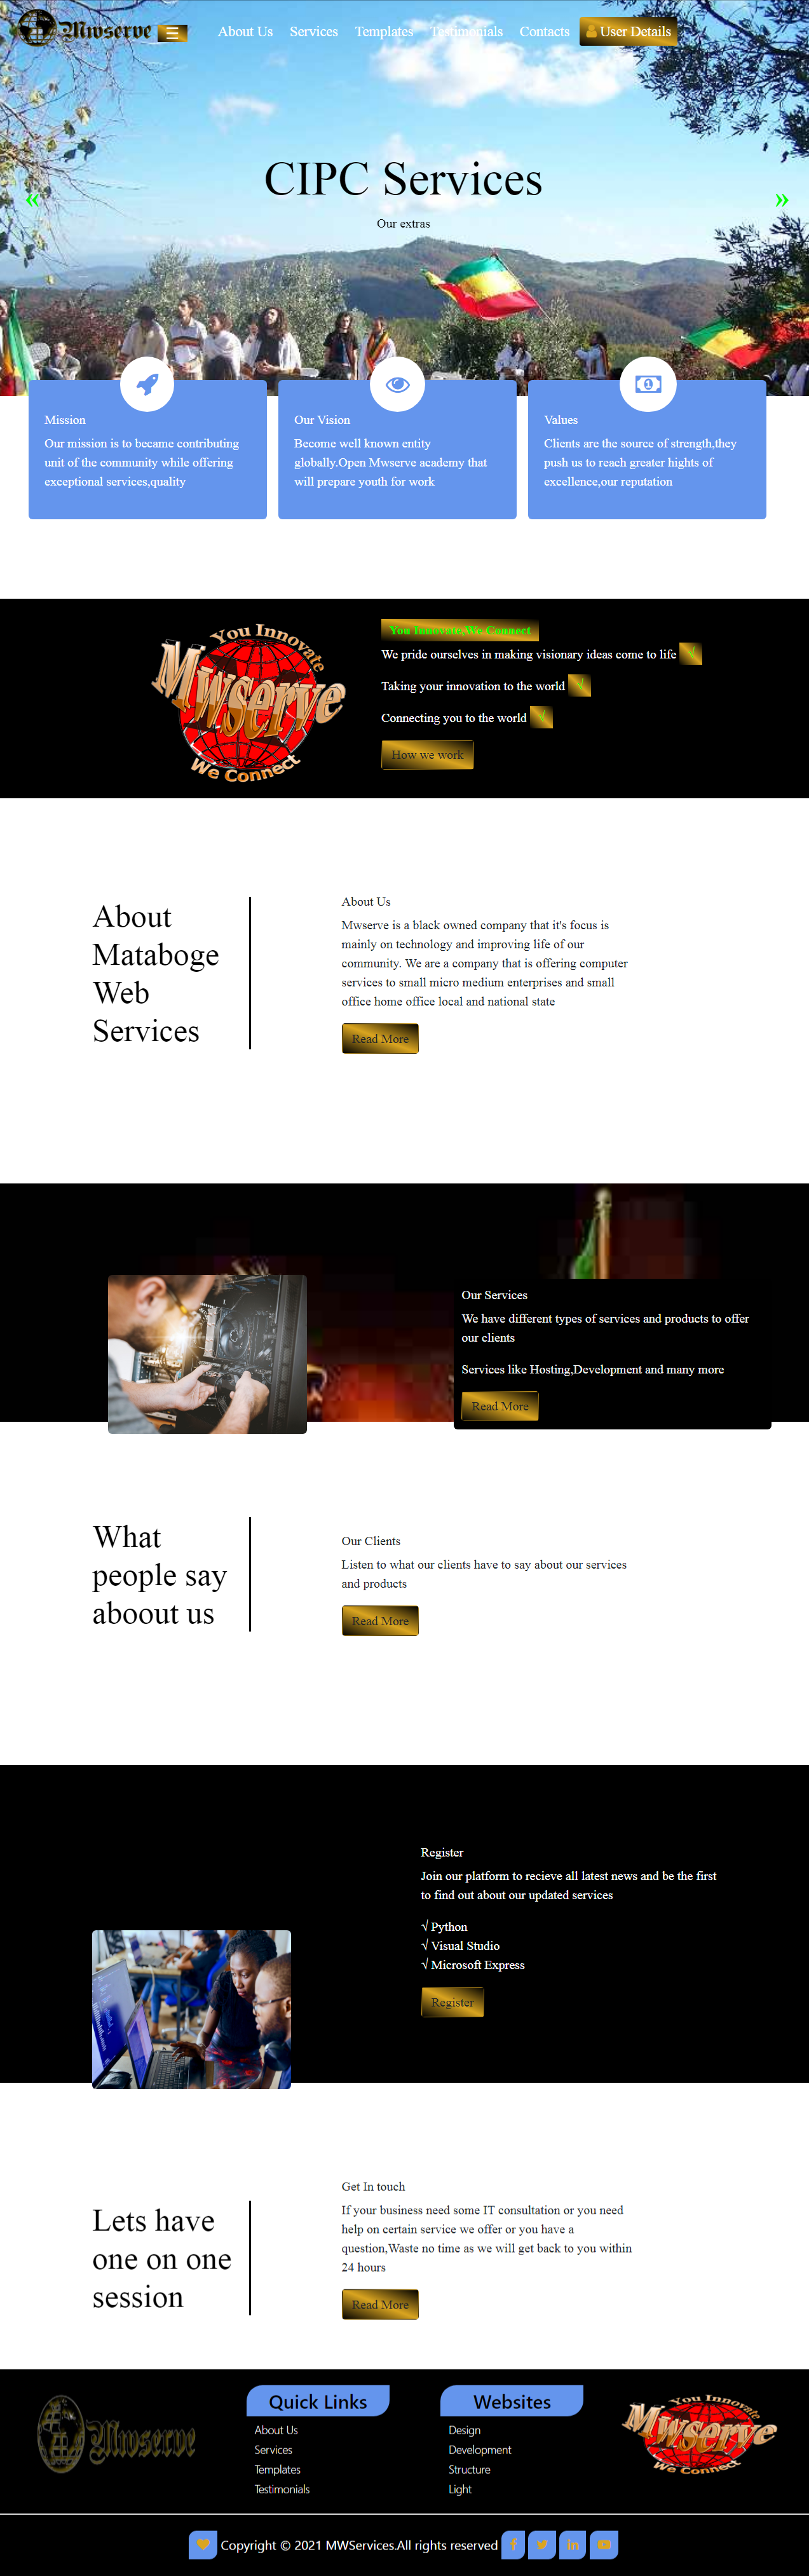 Mwserve ☰ About Us Services Templates Testimonials Contacts User Details
CIPC Services
« »
Our extras
Mission
Our mission is to became contributing
unit of the community while offering
exceptional services,quality
Our Vision
Become well known entity
globally.Open Mwserve academy that
will prepare youth for work
1
Values
Clients are the source of strength,they
push us to reach greater hights of
excellence,our reputation
You Innovate
Mwserve
We Connect
You Innovate,We Connect
We pride ourselves in making visionary ideas come to life √
Taking your innovation to the world √
Connecting you to the world √
How we work
About
Mataboge
Web
Services
About Us
Mwserve is a black owned company that it's focus is
mainly on technology and improving life of our
community. We are a company that is offering computer
services to small micro medium enterprises and small
office home office local and national state
Read More
Our Services
We have different types of services and products to offer
our clients
Services like Hosting,Development and many more
Read More
What
people say
aboout us
Our Clients
Listen to what our clients have to say about our services
and products
Read More
Register
Join our platform to recieve all latest news and be the first
to find out about our updated services
√ Python
√ Visual Studio
√ Microsoft Express
Register
Lets have
one on one
session
Get In touch
If your business need some IT consultation or you need
help on certain service we offer or you have a
question,Waste no time as we will get back to you within
24 hours
Read More
Mwserve
Quick Links
About Us
Services
Templates
Testimonials
Websites
Design
Development
Structure
Light
You Innovate
Mwserve
We Connect
Copyright © 2021 MWServices.All rights reserved